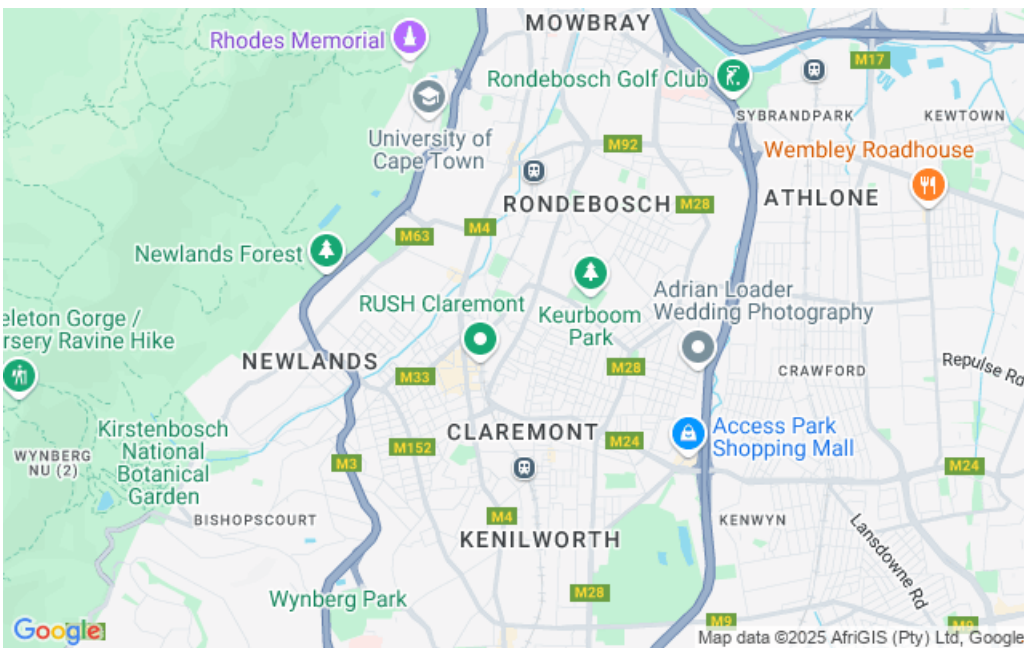 MOWBRAY
Rhodes Memorial
M17
Rondebosch Golf Club
SYBRANDPARK
KEWTOWN
University of
Cape Town
M92
Wembley Roadhouse
RONDEBOSCH
M28
ATHLONE
M63
M4
Newlands Forest
Adrian Loader
Wedding Photography
RUSH Claremont
Keurboom
Park
eleton Gorge /
rsery Ravine Hike
NEWLANDS
M33
M28
CRAWFORD
Repulse Rd
Kirstenbosch
National
Botanical
Garden
WYNBERG
NU (2)
M152
CLAREMONT
M24
Access Park
Shopping Mall
M3
M24
BISHOPSCOURT
M4
KENWYN
Lansdowne Rd
KENILWORTH
Wynberg Park
M28
M9
M9
Google
Map data ©2025 AfriGIS (Pty) Ltd, Google